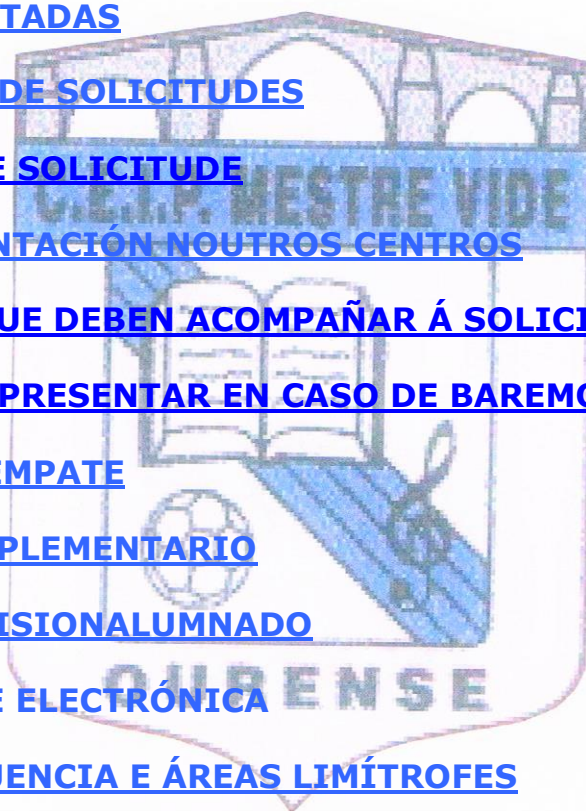 TADAS
DE SOLICITUDES
E SOLICITUDE
C.E.I.P. MESTRE VIDE
NTACIÓN NOUTROS CENTROS
UE DEBEN ACOMPAÑAR Á SOLICI
PRESENTAR EN CASO DE BAREMO
EMPATE
PLEMENTARIO
ISIONALUMNADO
OURENSE
E ELECTRÓNICA
UENCIA E ÁREAS LIMÍTROFES